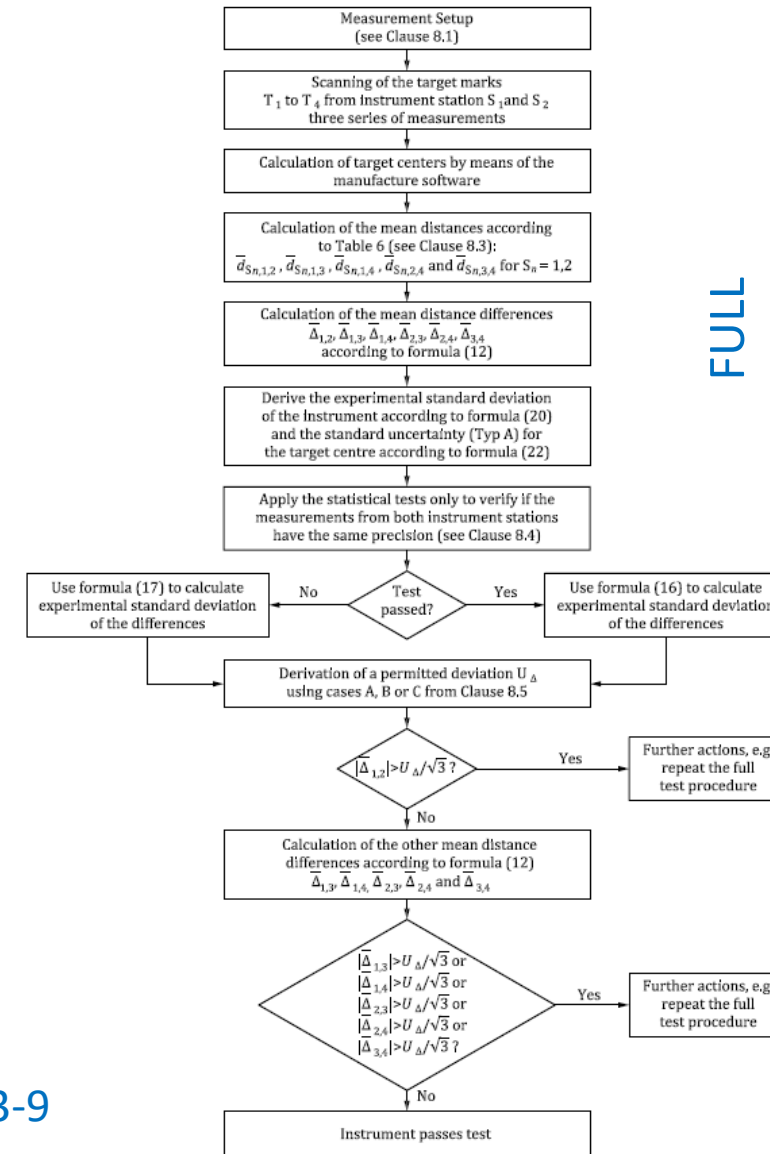 Measurement Setup
(see Clause 8.1)
Scanning of the target marks
T₁ to T₄ from instrument station S₁and S₂
three series of measurements
Calculation of target centers by means of the
manufacture software
Calculation of the mean distances according
to Table 6 (see Clause 8.3):
d̅Sn,1,2 , d̅Sn,1,3 , d̅Sn,1,4 , d̅Sn,2,4 and d̅Sn,3,4 for Sn = 1,2
Calculation of the mean distance differences
Δ̅1,2, Δ̅1,3, Δ̅1,4, Δ̅2,3, Δ̅2,4, Δ̅3,4
according to formula (12)
FULL
Derive the experimental standard deviation
of the instrument according to formula (20)
and the standard uncertainty (Typ A) for
the target centre according to formula (22)
Apply the statistical tests only to verify if the
measurements from both instrument stations
have the same precision (see Clause 8.4)
Use formula (17) to calculate
experimental standard deviation
of the differences
No
Test
passed?
Yes
Use formula (16) to calculate
experimental standard deviation
of the differences
Derivation of a permitted deviation U Δ
using cases A, B or C from Clause 8.5
|Δ̅1,2|>U Δ/√3 ?
Yes
Further actions, e.g
repeat the full
test procedure
No
Calculation of the other mean distance
differences according to formula (12)
Δ̅1,3, Δ̅1,4, Δ̅2,3, Δ̅2,4 and Δ̅3,4
|Δ̅1,3|>U Δ/√3 or
|Δ̅1,4|>U Δ/√3 or
|Δ̅2,3|>U Δ/√3 or
|Δ̅2,4|>U Δ/√3 or
|Δ̅3,4|>U Δ/√3 ?
Yes
Further actions, e.g
repeat the full
test procedure
No
3-9
Instrument passes test